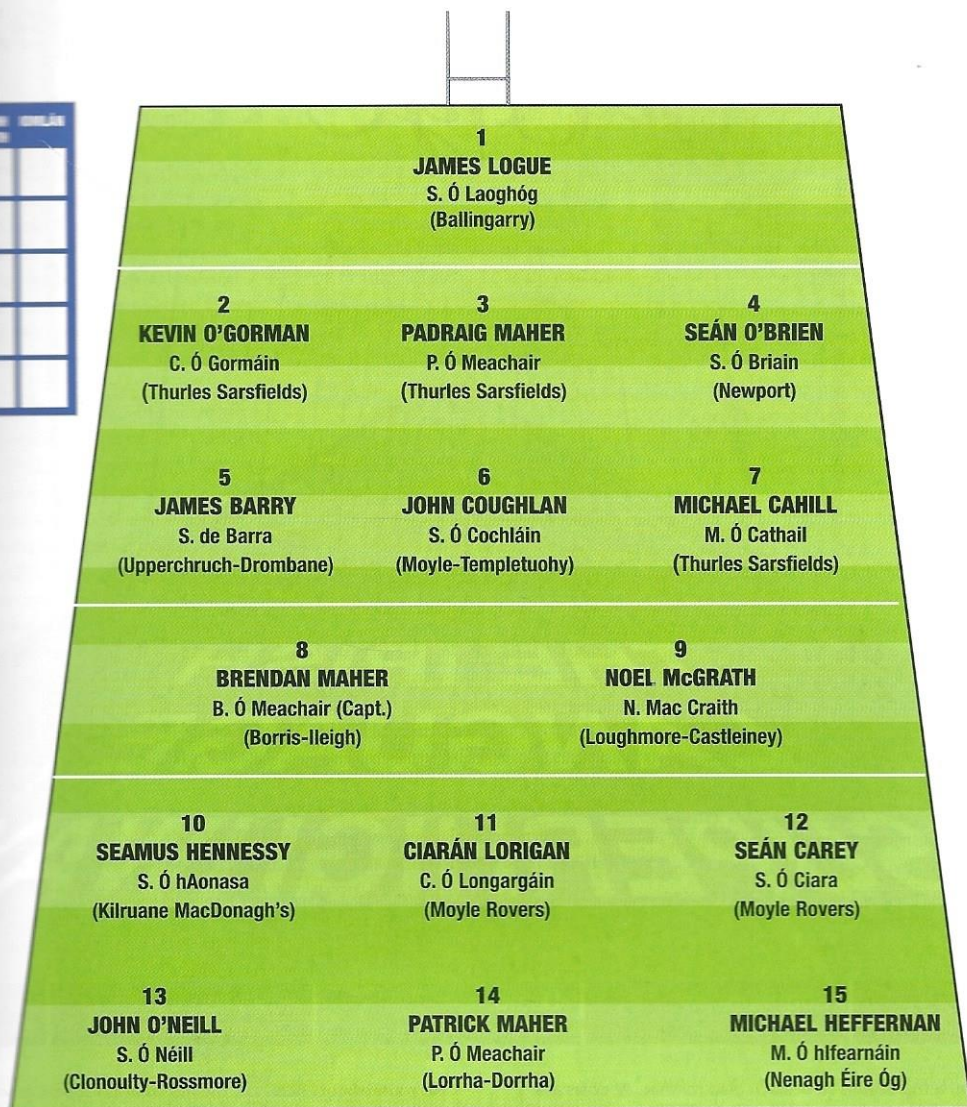 1
JAMES LOGUE
S. Ó Laoghóg
(Ballingarry)
2
KEVIN O'GORMAN
C. Ó Gormáin
(Thurles Sarsfields)
3
PADRAIG MAHER
P. Ó Meachair
(Thurles Sarsfields)
4
SEÁN O'BRIEN
S. Ó Briain
(Newport)
5
JAMES BARRY
S. de Barra
(Upperchruch-Drombane)
6
JOHN COUGHLAN
S. Ó Cochláin
(Moyle-Templetuohy)
7
MICHAEL CAHILL
M. Ó Cathail
(Thurles Sarsfields)
8
BRENDAN MAHER
B. Ó Meachair (Capt.)
(Borris-Ileigh)
9
NOEL McGRATH
N. Mac Craith
(Loughmore-Castleiney)
10
SEAMUS HENNESSY
S. Ó hAonasa
(Kilruane MacDonagh's)
11
CIARÁN LORIGAN
C. Ó Longargáin
(Moyle Rovers)
12
SEÁN CAREY
S. Ó Ciara
(Moyle Rovers)
13
JOHN O'NEILL
S. Ó Néill
(Clonoulty-Rossmore)
14
PATRICK MAHER
P. Ó Meachair
(Lorrha-Dorrha)
15
MICHAEL HEFFERNAN
M. Ó hIfearnáin
(Nenagh Éire Óg)